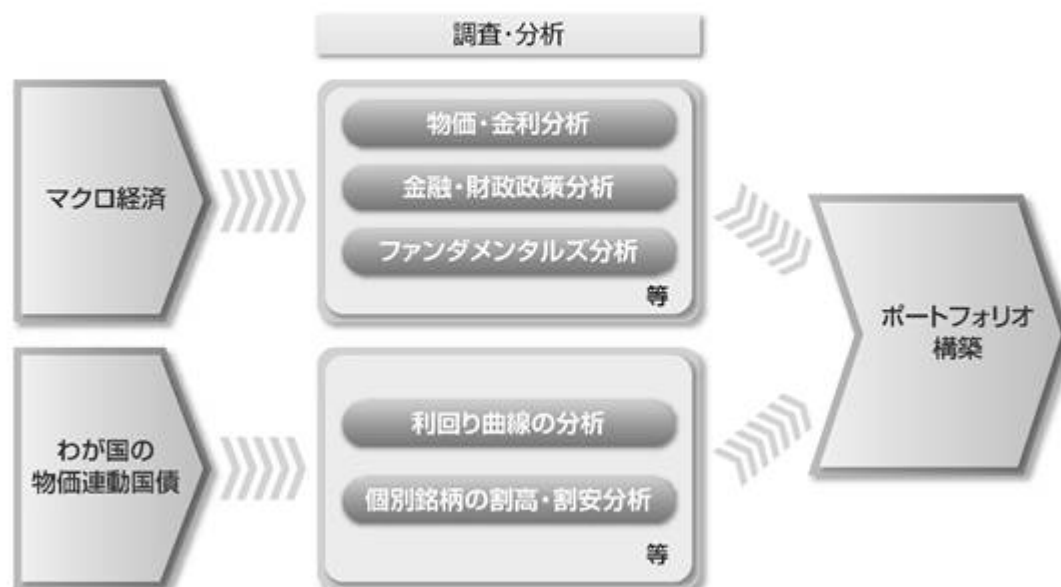 調査・分析
マクロ経済
物価・金利分析
金融・財政政策分析
ファンダメンタルズ分析
等
わが国の
物価連動国債
利回り曲線の分析
個別銘柄の割高・割安分析
等
ポートフォリオ
構築